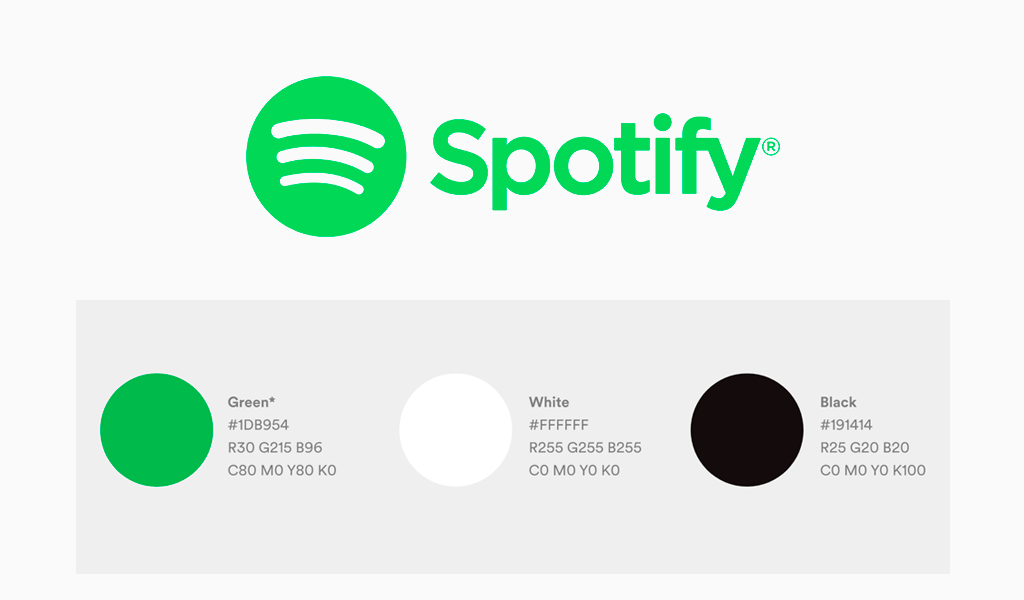 Spotify®
Green*
#1DB954
R30 G215 B96
C80 M0 Y80 K0
White
#FFFFFF
R255 G255 B255
C0 M0 Y0 K0
Black
#191414
R25 G20 B20
C0 M0 Y0 K100